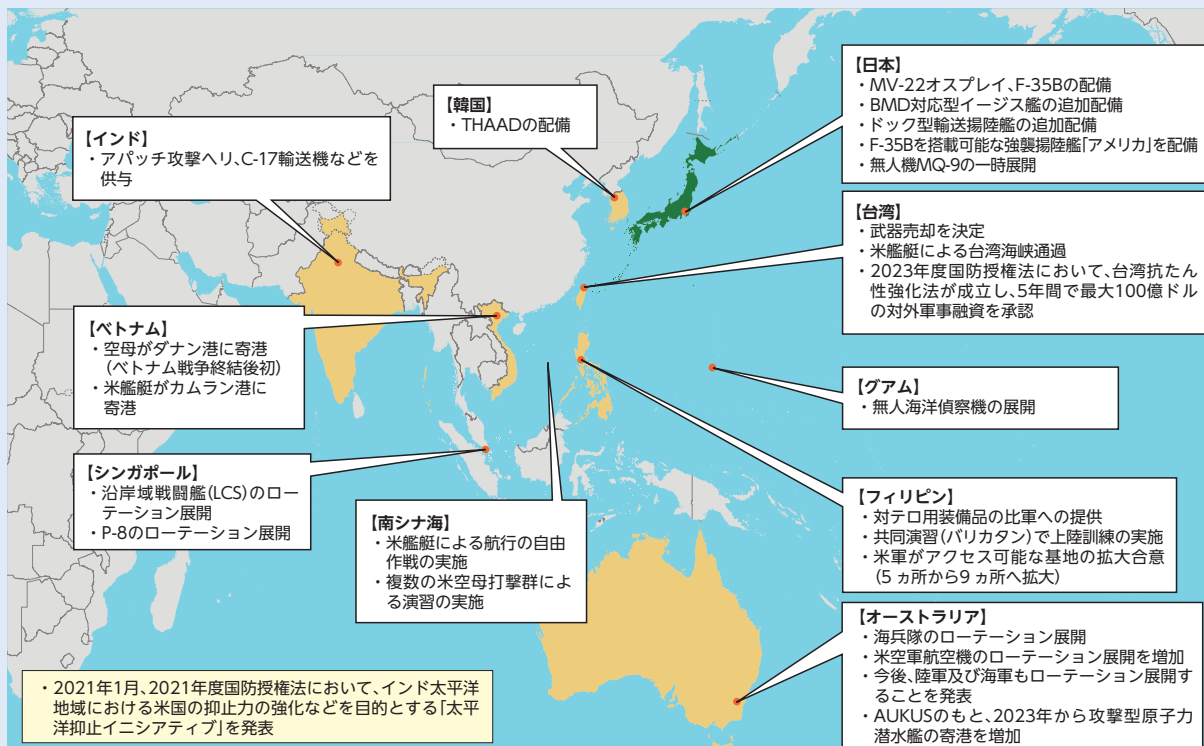 【日本】
・MV-22オスプレイ、F-35Bの配備
・BMD対応型イージス艦の追加配備
・ドック型輸送揚陸艦の追加配備
・F-35Bを搭載可能な強襲揚陸艦「アメリカ」を配備
・無人機MQ-9の一時展開
【韓国】
・THAADの配備
【インド】
・アパッチ攻撃ヘリ、C-17輸送機などを
供与
【台湾】
・武器売却を決定
・米艦艇による台湾海峡通過
・2023年度国防授権法において、台湾抗たん
性強化法が成立し、5年間で最大100億ドル
の対外軍事融資を承認
【ベトナム】
・空母がダナン港に寄港
(ベトナム戦争終結後初)
・米艦艇がカムラン港に
寄港
【グアム】
・無人海洋偵察機の展開
【シンガポール】
・沿岸域戦闘艦(LCS)のロー
テーション展開
・P-8のローテーション展開
【南シナ海】
・米艦艇による航行の自由
作戦の実施
・複数の米空母打撃群によ
る演習の実施
【フィリピン】
・対テロ用装備品の比軍への提供
・共同演習(バリカタン)で上陸訓練の実施
・米軍がアクセス可能な基地の拡大合意
(5 ヵ所から9 ヵ所へ拡大)
【オーストラリア】
・海兵隊のローテーション展開
・米空軍航空機のローテーション展開を増加
・今後、陸軍及び海軍もローテーション展開す
ることを発表
・AUKUSのもと、2023年から攻撃型原子力
潜水艦の寄港を増加
・2021年1月、2021年度国防授権法において、インド太平洋
地域における米国の抑止力の強化などを目的とする「太平
洋抑止イニシアティブ」を発表